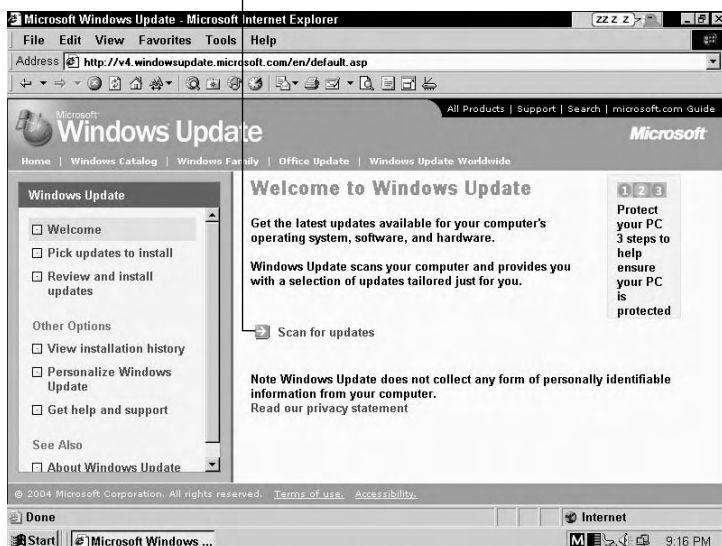 Microsoft Windows Update - Microsoft Internet Explorer
ZZZZ
File Edit View Favorites Tools Help
Address http://v4.windowsupdate.microsoft.com/en/default.asp
All Products | Support | Search | microsoft.com Guide
Microsoft
Windows Update
Microsoft
Home | Windows Catalog | Windows Family | Office Update | Windows Update Worldwide
Windows Update
Welcome
Pick updates to install
Review and install
updates
Other Options
View installation history
Personalize Windows
Update
Get help and support
See Also
About Windows Update
Welcome to Windows Update
Get the latest updates available for your computer's
operating system, software, and hardware.
Windows Update scans your computer and provides you
with a selection of updates tailored just for you.
Scan for updates
Note Windows Update does not collect any form of personally identifiable
information from your computer.
Read our privacy statement
1 2 3
Protect
your PC
3 steps to
help
ensure
your PC
is
protected
© 2004 Microsoft Corporation. All rights reserved. Terms of use. Accessibility.
Done
Internet
Start
Microsoft Windows ...
M
9:16 PM